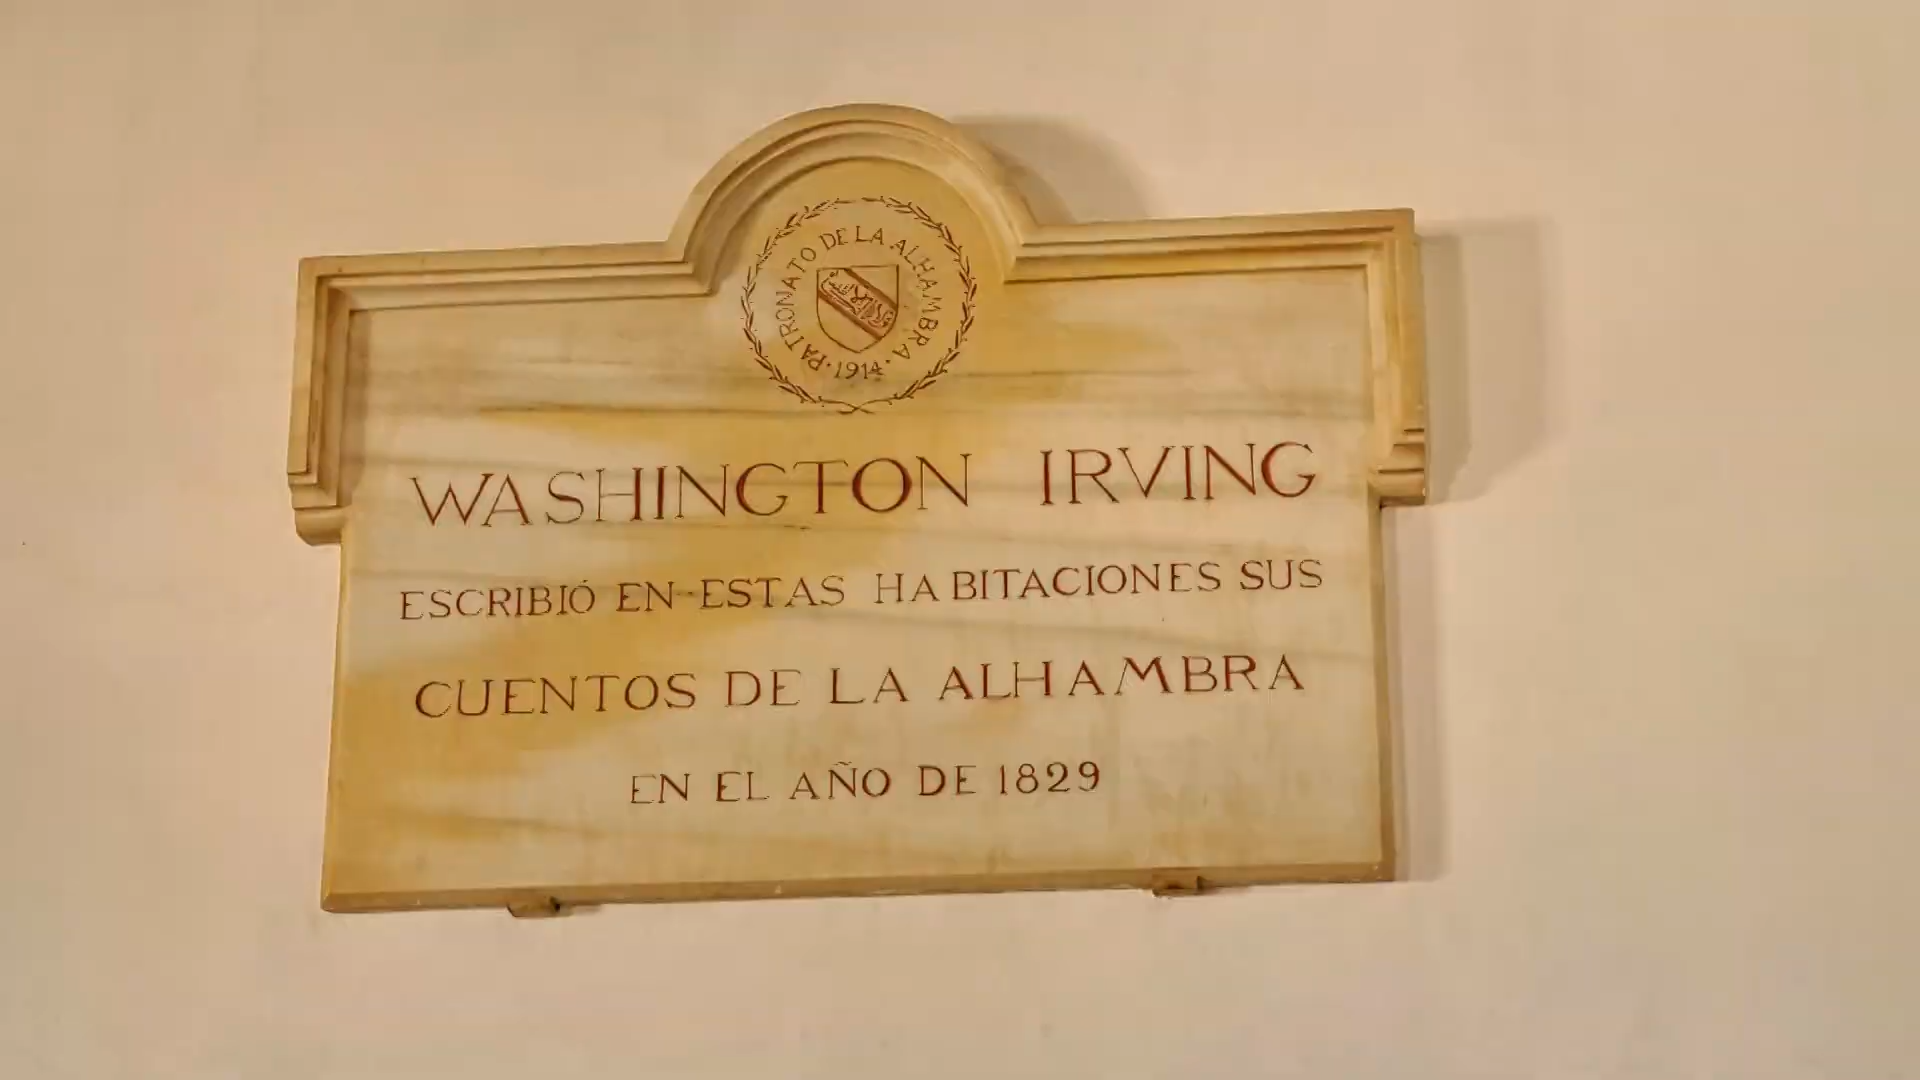 PATRONATO DE LA ALHAMBRA · 1914 ·
WASHINGTON IRVING
ESCRIBIÓ EN ESTAS HABITACIONES SUS
CUENTOS DE LA ALHAMBRA
EN EL AÑO DE 1829